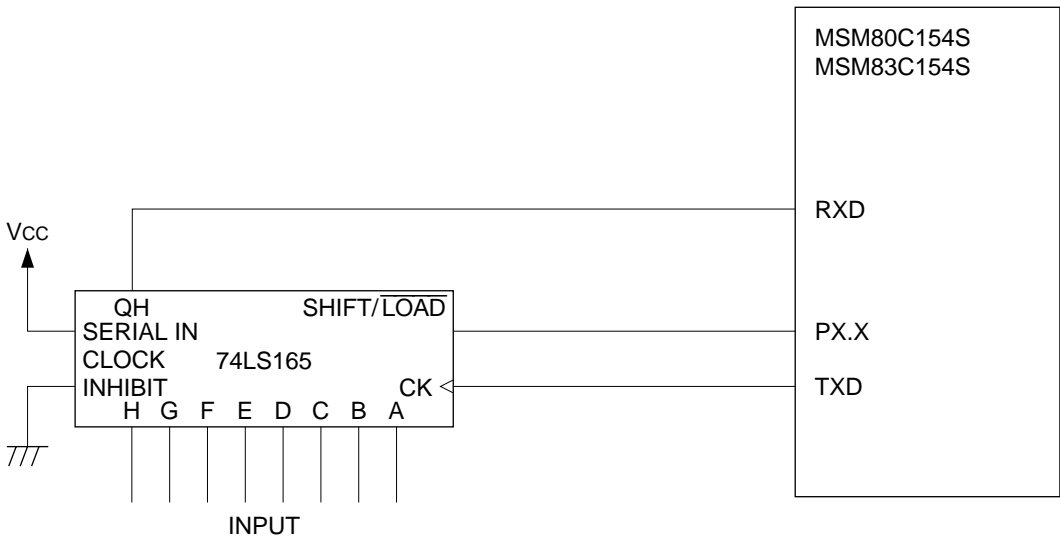 MSM80C154S
MSM83C154S
RXD
VCC
QH SHIFT/LOAD
SERIAL IN
PX.X
CLOCK 74LS165
INHIBIT CK
TXD
H G F E D C B A
INPUT